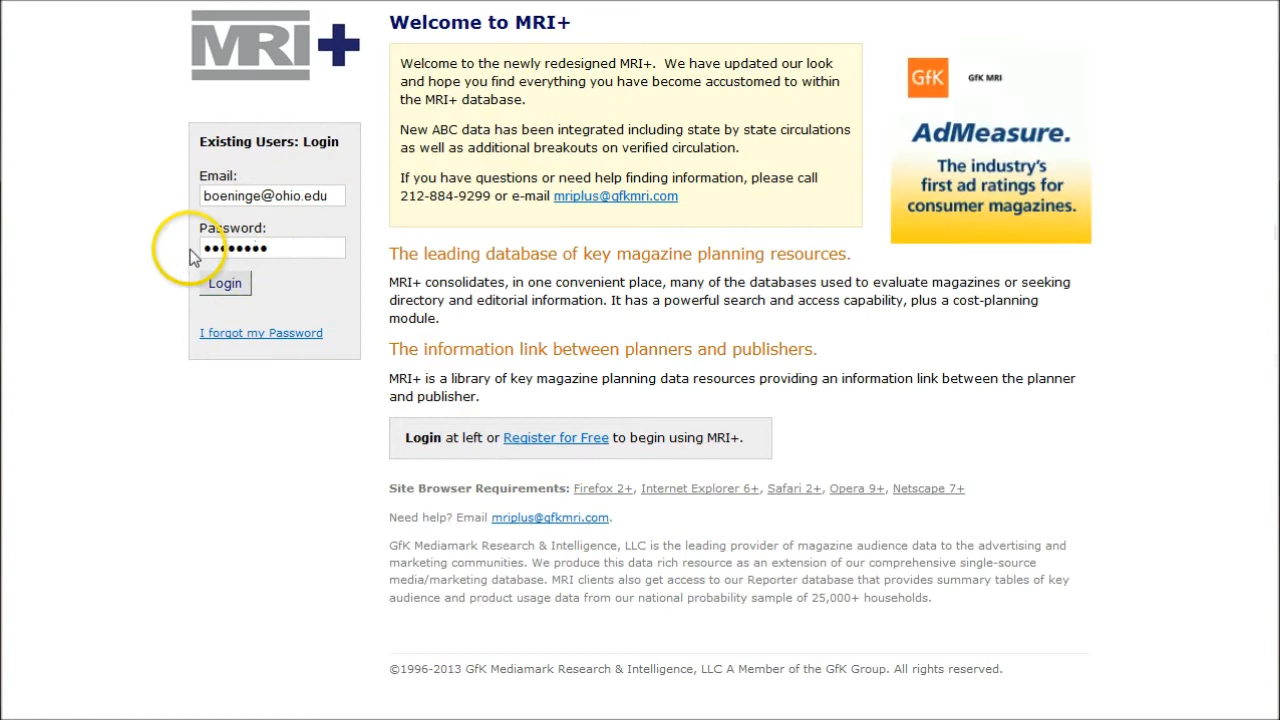 MRI+
Existing Users: Login
Email:
boeninge@ohio.edu
Password:
••••••••
Login
I forgot my Password
Welcome to MRI+
Welcome to the newly redesigned MRI+. We have updated our look
and hope you find everything you have become accustomed to within
the MRI+ database.
New ABC data has been integrated including state by state circulations
as well as additional breakouts on verified circulation.
If you have questions or need help finding information, please call
212-884-9299 or e-mail mriplus@gfkmri.com
GfK GfK MRI
AdMeasure.
The industry's
first ad ratings for
consumer magazines.
The leading database of key magazine planning resources.
MRI+ consolidates, in one convenient place, many of the databases used to evaluate magazines or seeking
directory and editorial information. It has a powerful search and access capability, plus a cost-planning
module.
The information link between planners and publishers.
MRI+ is a library of key magazine planning data resources providing an information link between the planner
and publisher.
Login at left or Register for Free to begin using MRI+.
Site Browser Requirements: Firefox 2+, Internet Explorer 6+, Safari 2+, Opera 9+, Netscape 7+
Need help? Email mriplus@gfkmri.com.
GfK Mediamark Research & Intelligence, LLC is the leading provider of magazine audience data to the advertising and
marketing communities. We produce this data rich resource as an extension of our comprehensive single-source
media/marketing database. MRI clients also get access to our Reporter database that provides summary tables of key
audience and product usage data from our national probability sample of 25,000+ households.
©1996-2013 GfK Mediamark Research & Intelligence, LLC A Member of the GfK Group. All rights reserved.